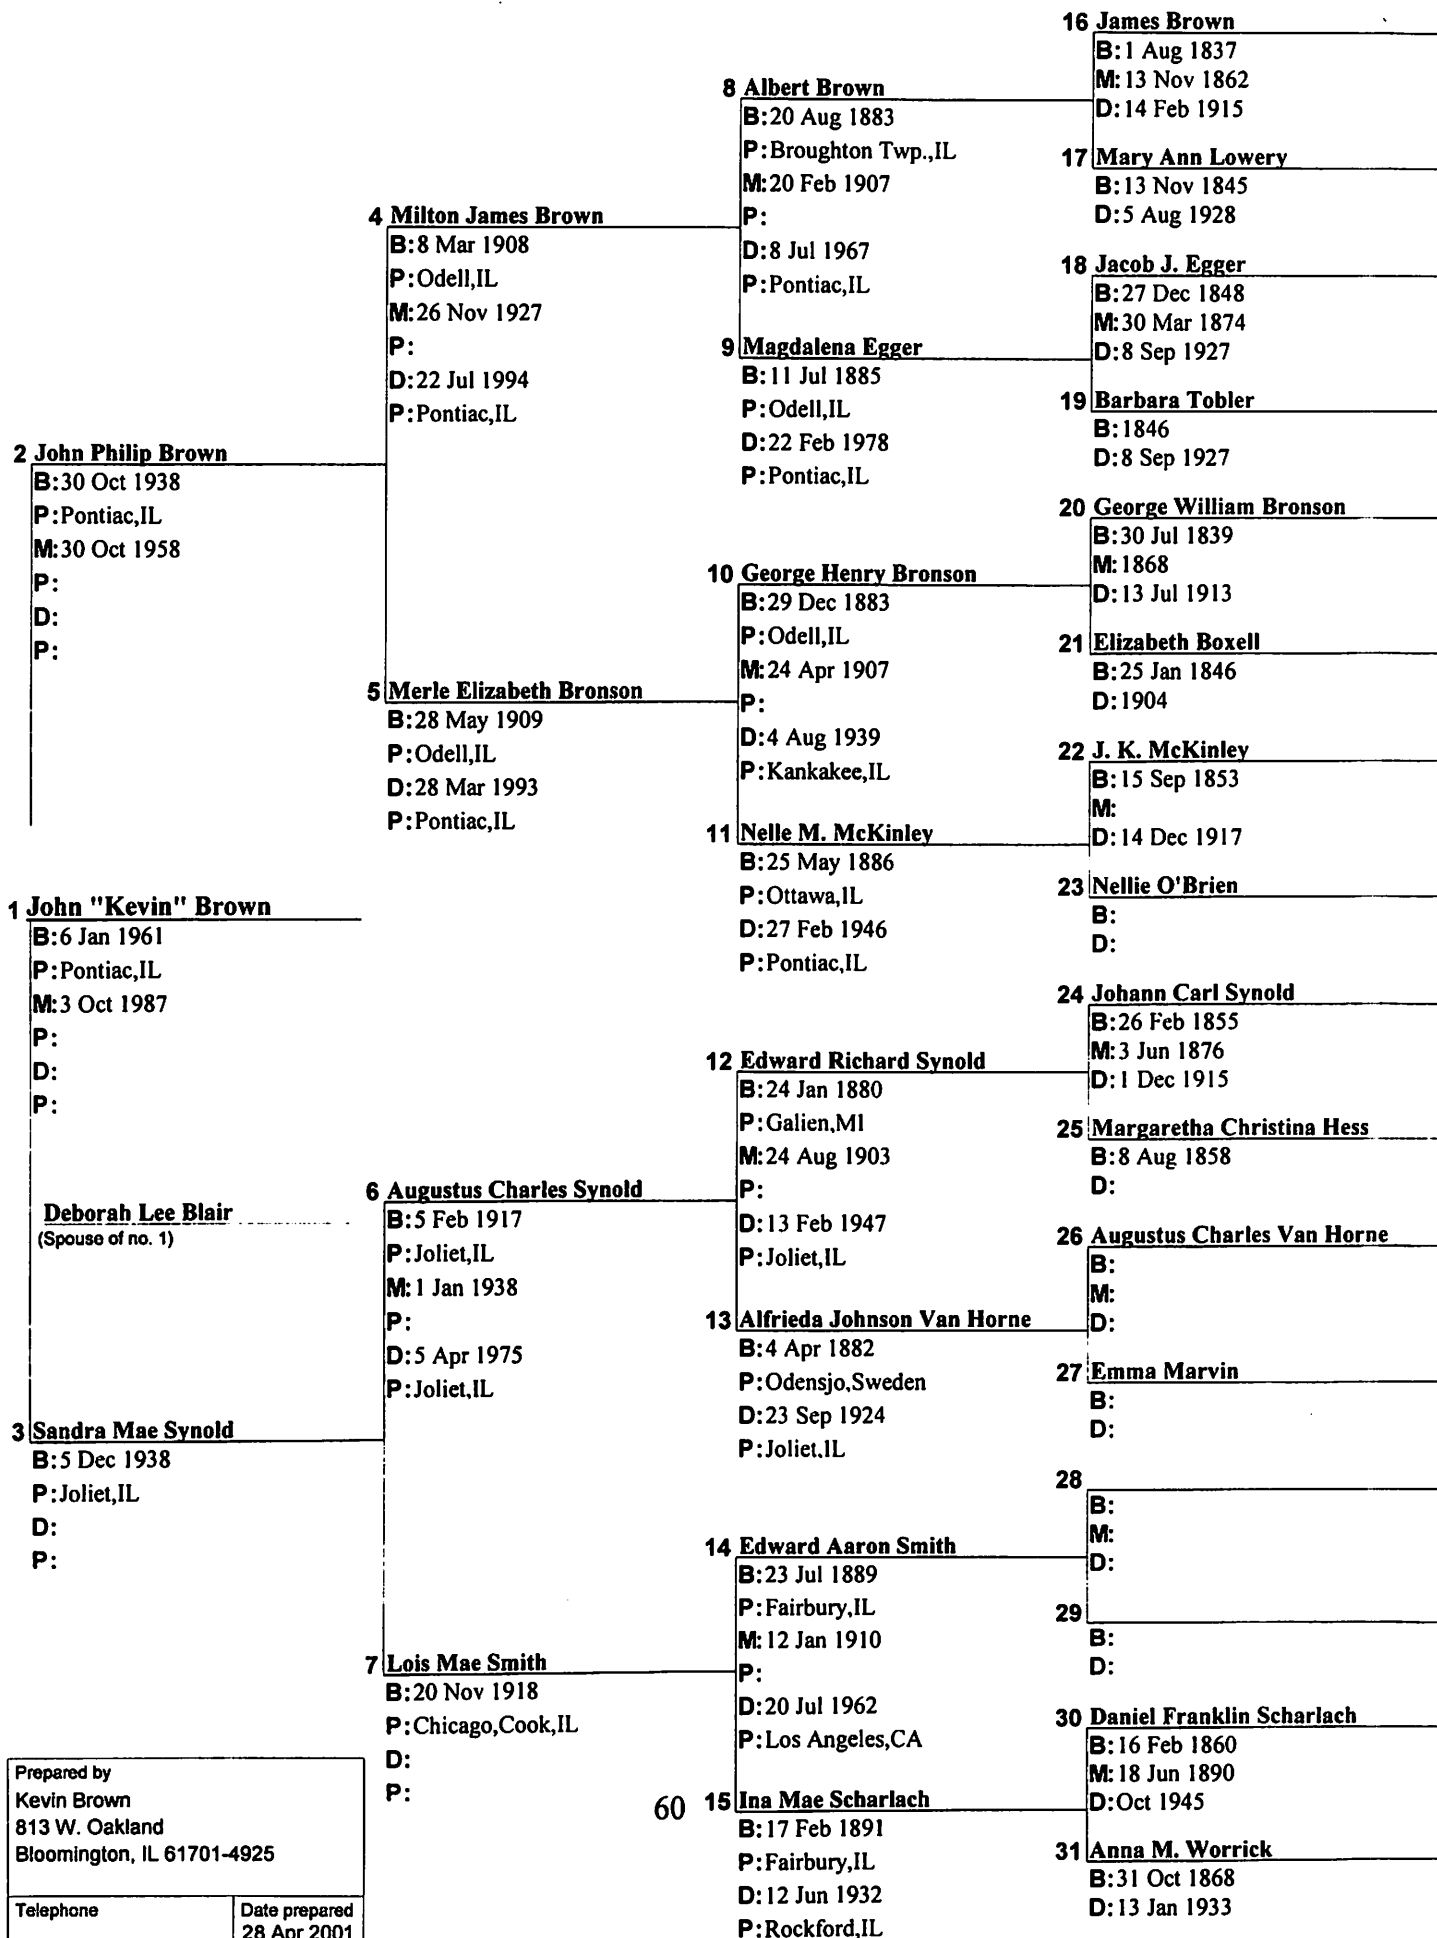 16 James Brown
B: 1 Aug 1837
M: 13 Nov 1862
D: 14 Feb 1915
8 Albert Brown
B: 20 Aug 1883
P: Broughton Twp.,IL
M: 20 Feb 1907
P:
D: 8 Jul 1967
P: Pontiac,IL
17 Mary Ann Lowery
B: 13 Nov 1845
D: 5 Aug 1928
4 Milton James Brown
B: 8 Mar 1908
P: Odell,IL
M: 26 Nov 1927
P:
D: 22 Jul 1994
P: Pontiac,IL
18 Jacob J. Egger
B: 27 Dec 1848
M: 30 Mar 1874
D: 8 Sep 1927
9 Magdalena Egger
B: 11 Jul 1885
P: Odell,IL
D: 22 Feb 1978
P: Pontiac,IL
19 Barbara Tobler
B: 1846
D: 8 Sep 1927
2 John Philip Brown
B: 30 Oct 1938
P: Pontiac,IL
M: 30 Oct 1958
P:
D:
P:
20 George William Bronson
B: 30 Jul 1839
M: 1868
D: 13 Jul 1913
10 George Henry Bronson
B: 29 Dec 1883
P: Odell,IL
M: 24 Apr 1907
P:
D: 4 Aug 1939
P: Kankakee,IL
21 Elizabeth Boxell
B: 25 Jan 1846
D: 1904
5 Merle Elizabeth Bronson
B: 28 May 1909
P: Odell,IL
D: 28 Mar 1993
P: Pontiac,IL
22 J. K. McKinley
B: 15 Sep 1853
M:
D: 14 Dec 1917
11 Nelle M. McKinley
B: 25 May 1886
P: Ottawa,IL
D: 27 Feb 1946
P: Pontiac,IL
23 Nellie O'Brien
B:
D:
1 John "Kevin" Brown
B: 6 Jan 1961
P: Pontiac,IL
M: 3 Oct 1987
P:
D:
P:
Deborah Lee Blair
(Spouse of no. 1)
24 Johann Carl Synold
B: 26 Feb 1855
M: 3 Jun 1876
D: 1 Dec 1915
12 Edward Richard Synold
B: 24 Jan 1880
P: Galien,MI
M: 24 Aug 1903
P:
D: 13 Feb 1947
P: Joliet,IL
25 Margaretha Christina Hess
B: 8 Aug 1858
D:
6 Augustus Charles Synold
B: 5 Feb 1917
P: Joliet,IL
M: 1 Jan 1938
P:
D: 5 Apr 1975
P: Joliet,IL
26 Augustus Charles Van Horne
B:
M:
D:
13 Alfrieda Johnson Van Horne
B: 4 Apr 1882
P: Odensjo,Sweden
D: 23 Sep 1924
P: Joliet,IL
27 Emma Marvin
B:
D:
3 Sandra Mae Synold
B: 5 Dec 1938
P: Joliet,IL
D:
P:
28
B:
M:
D:
14 Edward Aaron Smith
B: 23 Jul 1889
P: Fairbury,IL
M: 12 Jan 1910
P:
D: 20 Jul 1962
P: Los Angeles,CA
29
B:
D:
7 Lois Mae Smith
B: 20 Nov 1918
P: Chicago,Cook,IL
D:
P:
30 Daniel Franklin Scharlach
B: 16 Feb 1860
M: 18 Jun 1890
D: Oct 1945
15 Ina Mae Scharlach
B: 17 Feb 1891
P: Fairbury,IL
D: 12 Jun 1932
P: Rockford,IL
31 Anna M. Worrick
B: 31 Oct 1868
D: 13 Jan 1933
60
Prepared by
Kevin Brown
813 W. Oakland
Bloomington, IL 61701-4925
Telephone
Date prepared
28 Apr 2001